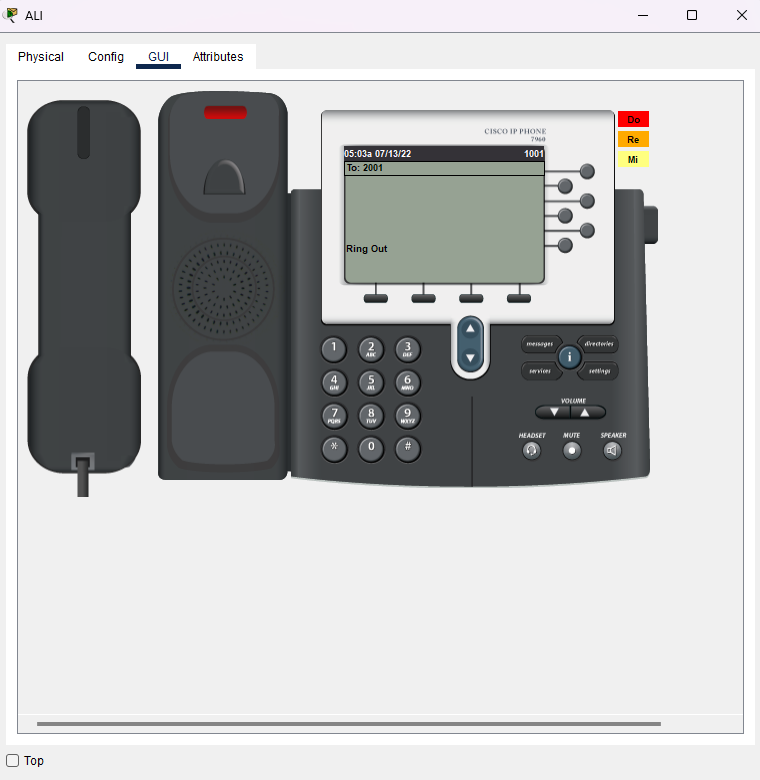 ALI
Physical Config GUI Attributes
CISCO IP PHONE
7960
Do
Re
Mi
05:03a 07/13/22 1001
To: 2001
Ring Out
1 2 ABC 3 DEF
4 GHI 5 JKL 6 MNO
7 PQRS 8 TUV 9 WXYZ
* 0 #
messages directories
i
services settings
VOLUME
HEADSET MUTE SPEAKER
Top